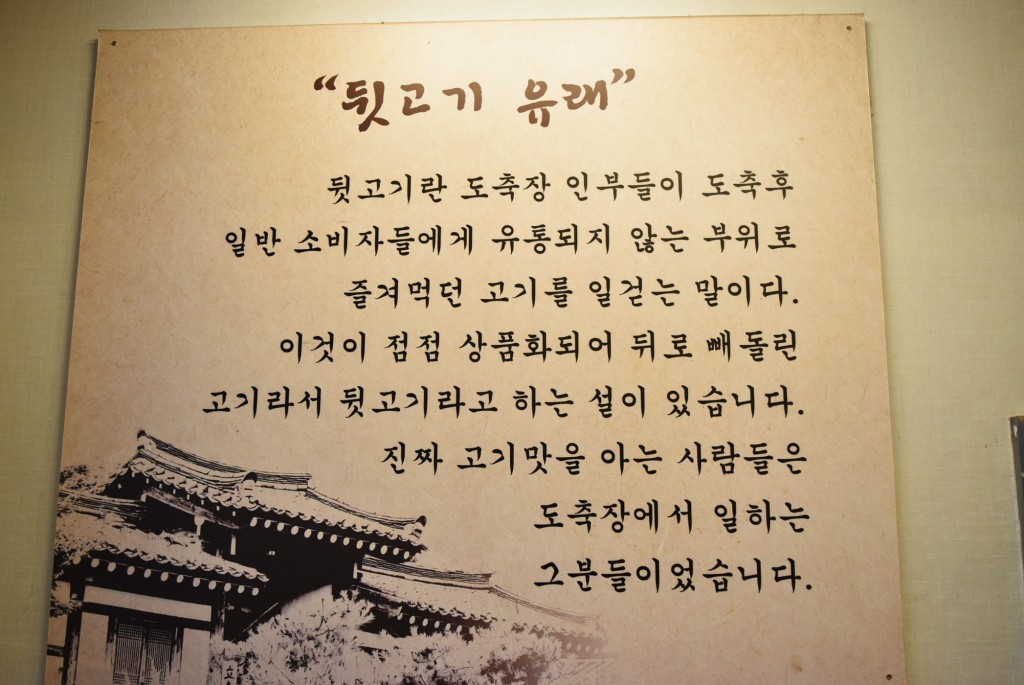 “뒷고기 유래”
뒷고기란 도축장 인부들이 도축후
일반 소비자들에게 유통되지 않는 부위로
즐겨먹던 고기를 일컫는 말이다.
이것이 점점 상품화되어 뒤로 빼돌린
고기라서 뒷고기라고 하는 설이 있습니다.
진짜 고기맛을 아는 사람들은
도축장에서 일하는
그분들이었습니다.